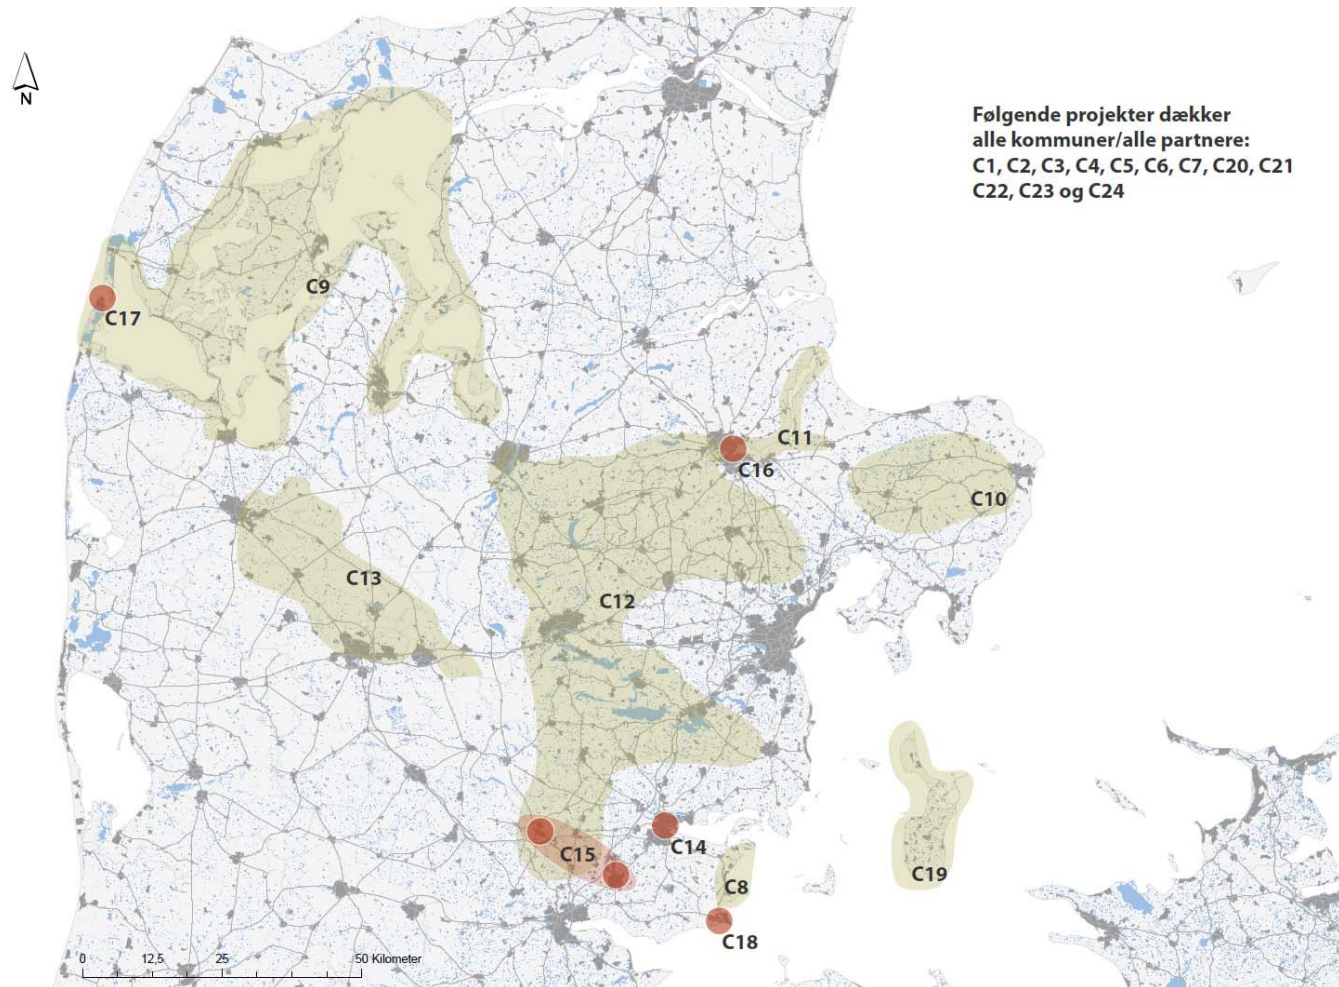 N
Følgende projekter dækker
alle kommuner/alle partnere:
C1, C2, C3, C4, C5, C6, C7, C20, C21
C22, C23 og C24
C9
C17
C11
C16
C10
C13
C12
C14
C15
C19
C8
C18
0 12,5 25 50 Kilometer